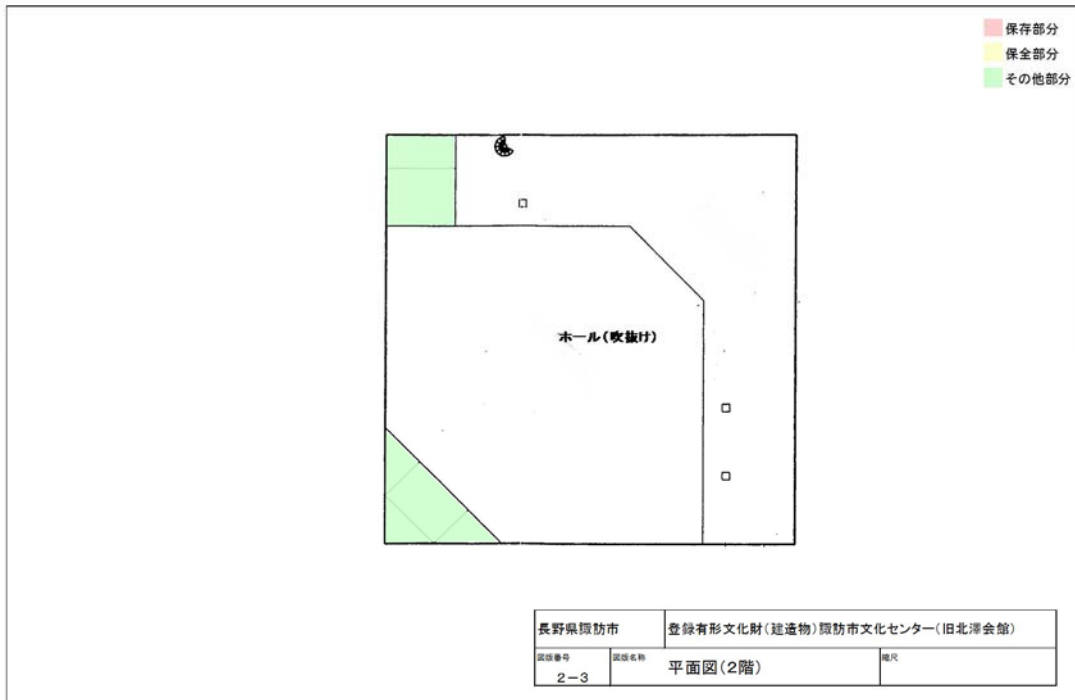 保存部分
保全部分
その他部分
ホール(吹抜け)
長野県諏訪市
登録有形文化財(建造物)諏訪市文化センター(旧北澤会館)
図版番号
2-3
図版名称
平面図(2階)
縮尺